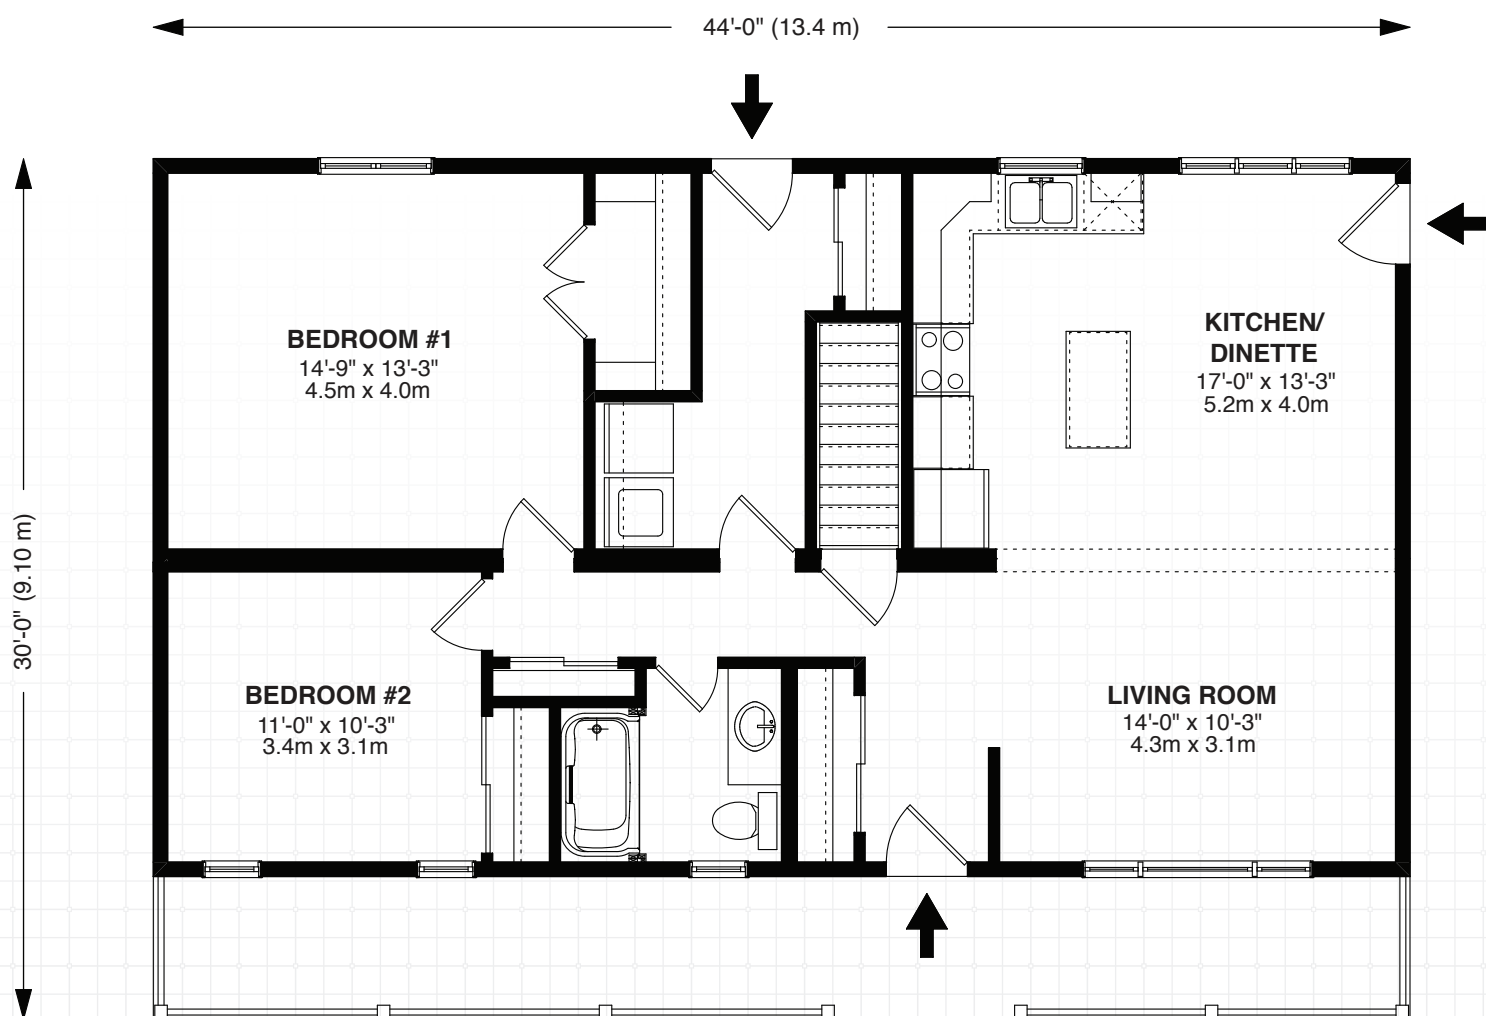 44'-0" (13.4 m)
30'-0" (9.10 m)
BEDROOM #1
14'-9" x 13'-3"
4.5m x 4.0m
KITCHEN/
DINETTE
17'-0" x 13'-3"
5.2m x 4.0m
BEDROOM #2
11'-0" x 10'-3"
3.4m x 3.1m
LIVING ROOM
14'-0" x 10'-3"
4.3m x 3.1m